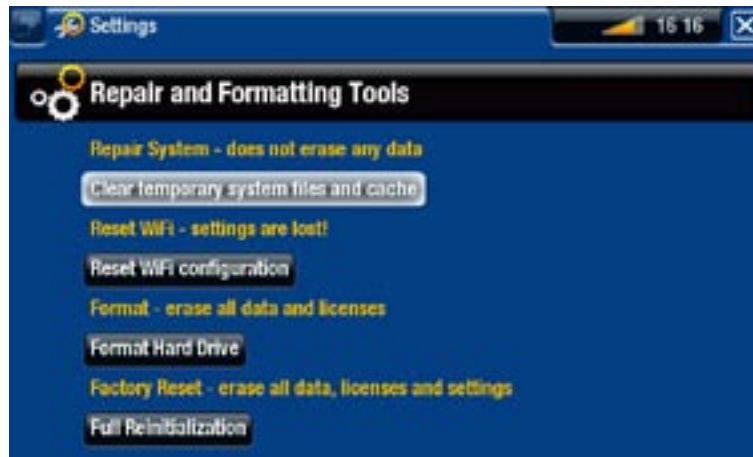 Settings
16 16
Repair and Formatting Tools
Repair System - does not erase any data
Clear temporary system files and cache
Reset WiFi - settings are lost!
Reset WiFi configuration
Format - erase all data and licenses
Format Hard Drive
Factory Reset - erase all data, licenses and settings
Full Reinitialization